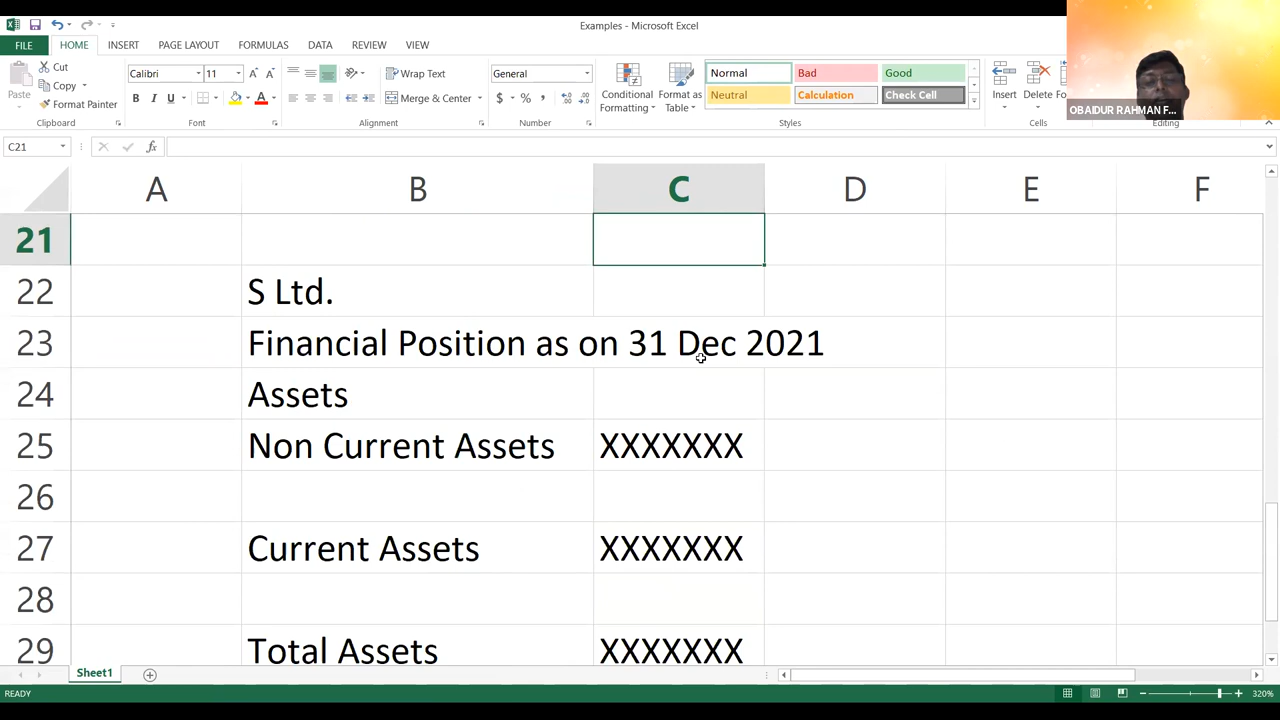 Examples - Microsoft Excel
FILE HOME INSERT PAGE LAYOUT FORMULAS DATA REVIEW VIEW
Cut
Copy
Format Painter
Paste
Clipboard
Calibri 11
B I U
Font
Wrap Text
Merge & Center
Alignment
General
$ % ,
Number
Conditional Formatting
Format as Table
Normal Bad Good
Neutral Calculation Check Cell
Styles
Insert Delete
Cells
Editing
OBAIDUR RAHMAN F...
C21
A B C D E F
21
22 S Ltd.
23 Financial Position as on 31 Dec 2021
24 Assets
25 Non Current Assets XXXXXXX
26
27 Current Assets XXXXXXX
28
29 Total Assets XXXXXXX
Sheet1
READY
320%